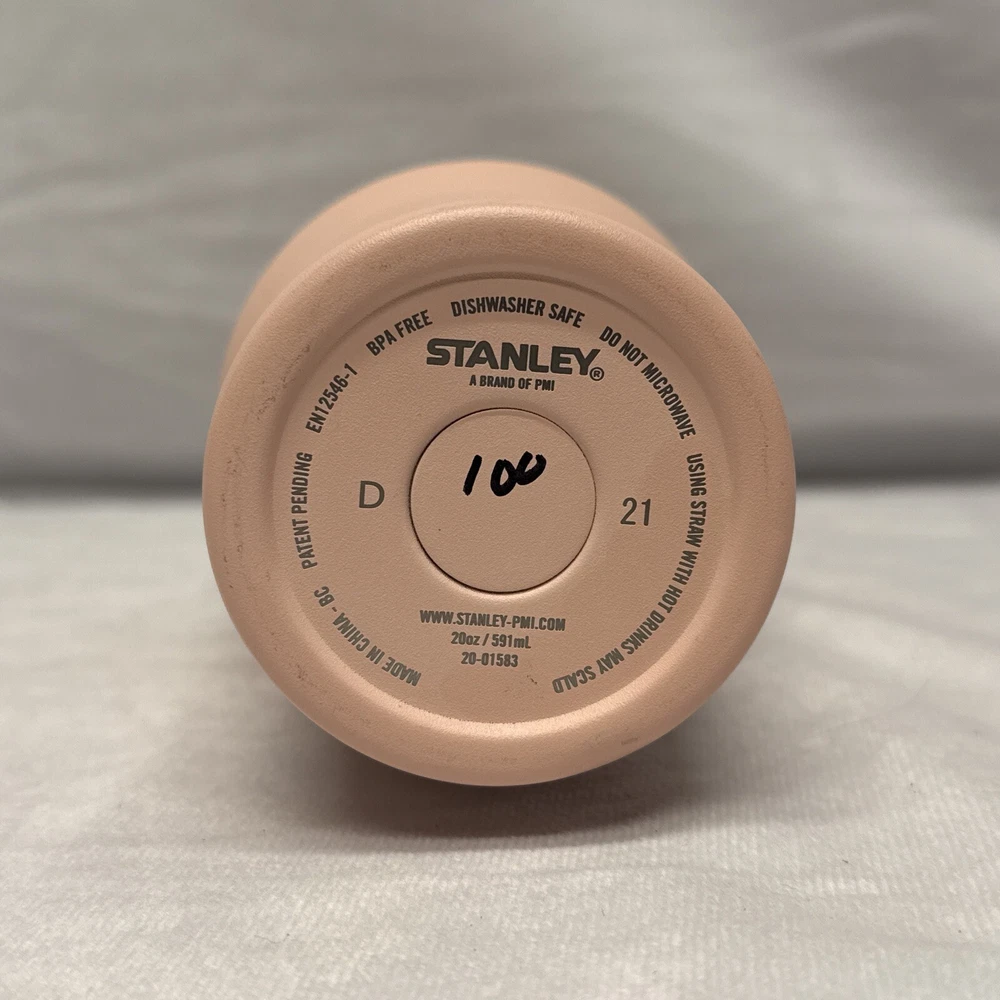 MADE IN CHINA - BC PATENT PENDING EN12546-1 BPA FREE DISHWASHER SAFE DO NOT MICROWAVE USING STRAW WITH HOT DRINKS MAY SCALD
STANLEY®
A BRAND OF PMI
100
D
21
WWW.STANLEY-PMI.COM
20oz / 591mL
20-01583